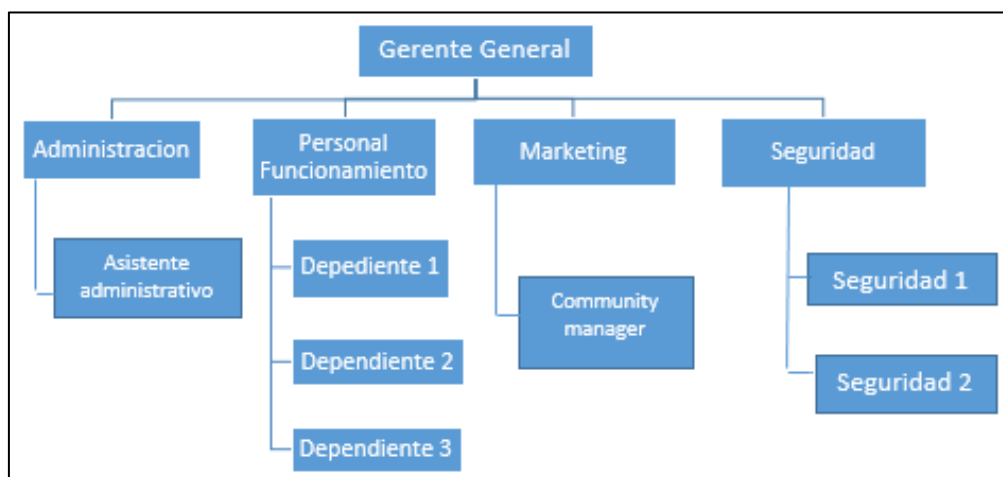 Gerente General
Administracion
Personal
Funcionamiento
Marketing
Seguridad
Asistente
administrativo
Depediente 1
Dependiente 2
Dependiente 3
Community
manager
Seguridad 1
Seguridad 2